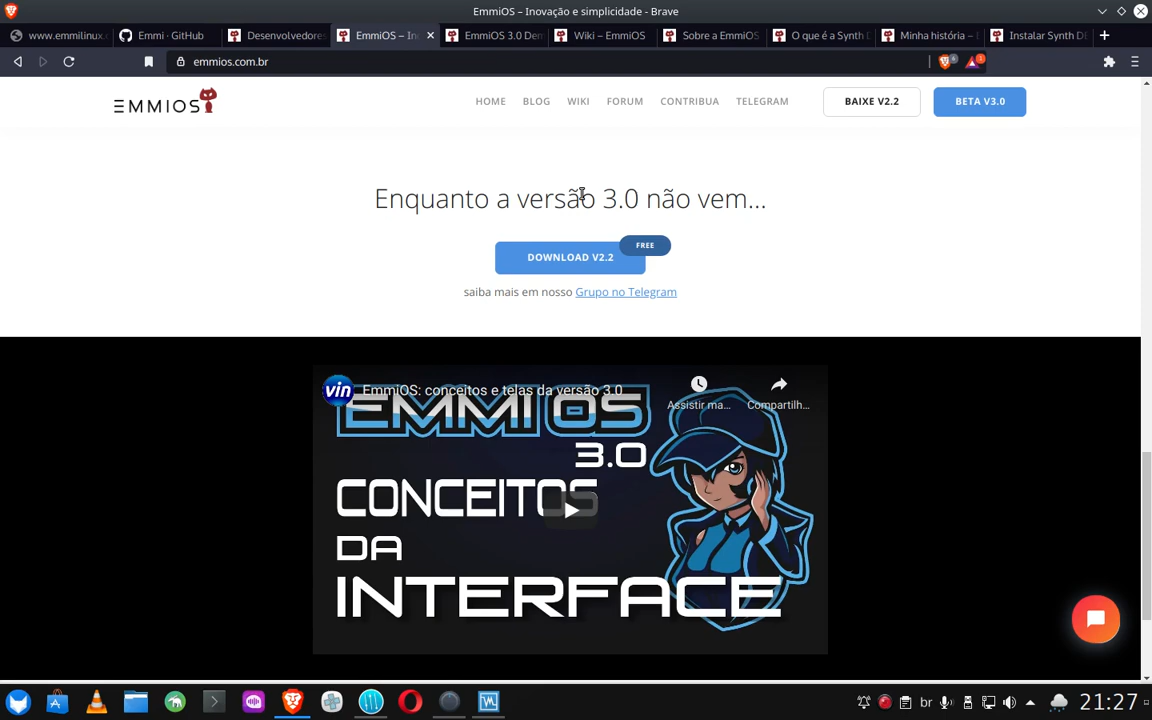 EmmiOS – Inovação e simplicidade - Brave
www.emmilinux.c
Emmi · GitHub
Desenvolvedores
EmmiOS – In
EmmiOS 3.0 Dem
Wiki – EmmiOS
Sobre a EmmiOS
O que é a Synth
Minha história –
Instalar Synth DE
emmios.com.br
EMMIOS
HOME
BLOG
WIKI
FORUM
CONTRIBUA
TELEGRAM
BAIXE V2.2
BETA V3.0
Enquanto a versão 3.0 não vem...
FREE
DOWNLOAD V2.2
saiba mais em nosso Grupo no Telegram
vin
EmmiOS: conceitos e telas da versão 3.0
Assistir ma...
Compartilh...
EMMI OS
3.0
CONCEITOS
DA
INTERFACE
br
21:27